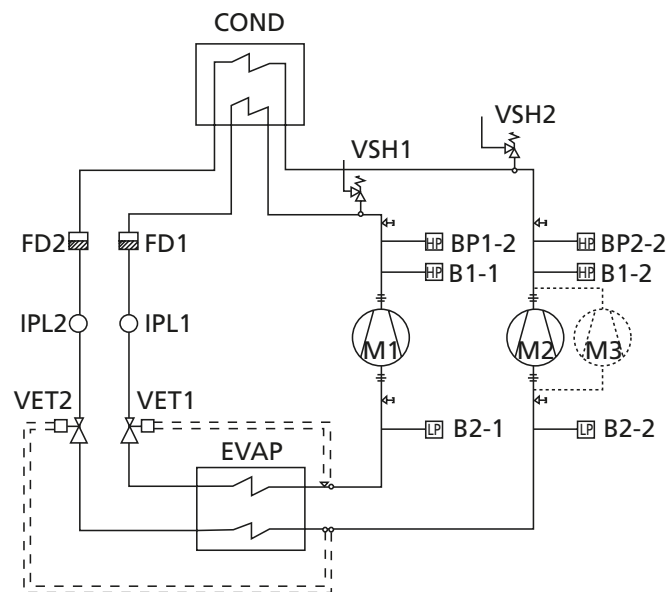 COND
VSH2
VSH1
FD2
FD1
HP
BP1-2
HP
BP2-2
HP
B1-1
HP
B1-2
IPL2
IPL1
M1
M2
M3
VET2
VET1
LP
B2-1
LP
B2-2
EVAP